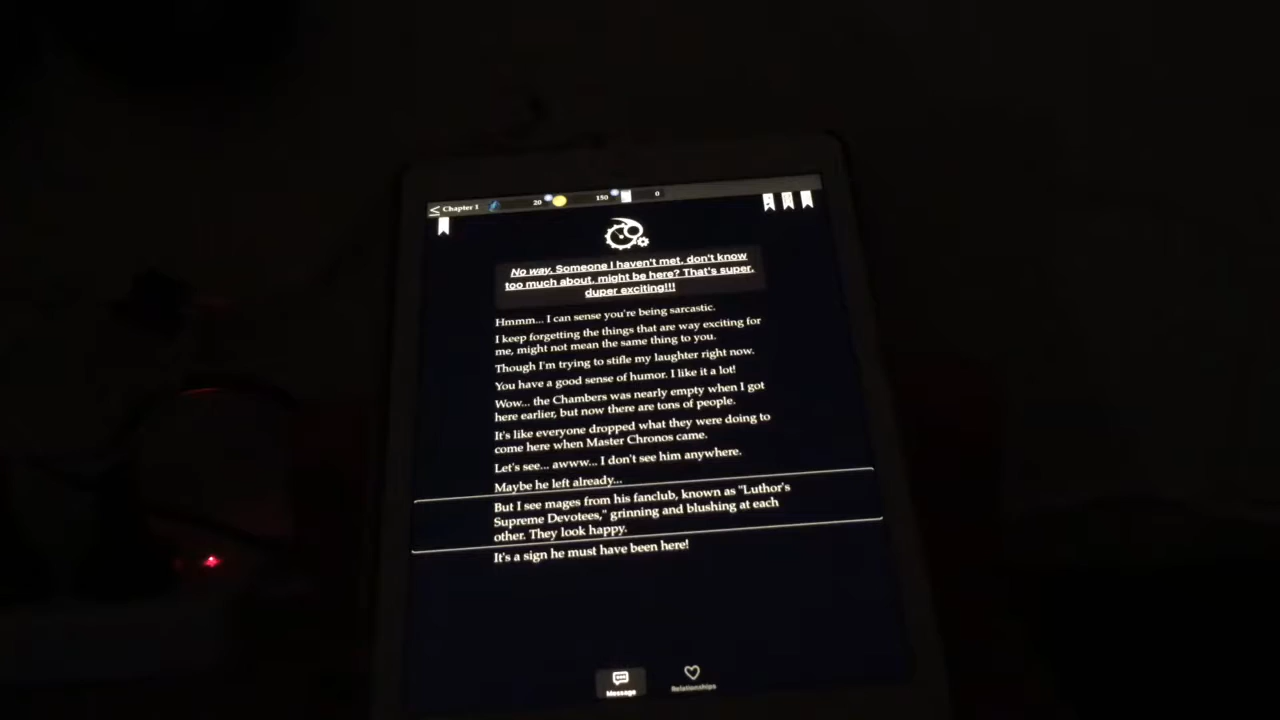 < Chapter 1 20 150 0
No way. Someone I haven't met, don't know
too much about, might be here? That's super,
duper exciting!!!
Hmmm... I can sense you're being sarcastic.
I keep forgetting the things that are way exciting for
me, might not mean the same thing to you.
Though I'm trying to stifle my laughter right now.
You have a good sense of humor. I like it a lot!
Wow... the Chambers was nearly empty when I got
here earlier, but now there are tons of people.
It's like everyone dropped what they were doing to
come here when Master Chronos came.
Let's see... awww... I don't see him anywhere.
Maybe he left already...
But I see mages from his fanclub, known as "Luthor's
Supreme Devotees," grinning and blushing at each
other. They look happy.
It's a sign he must have been here!
Message Relationships